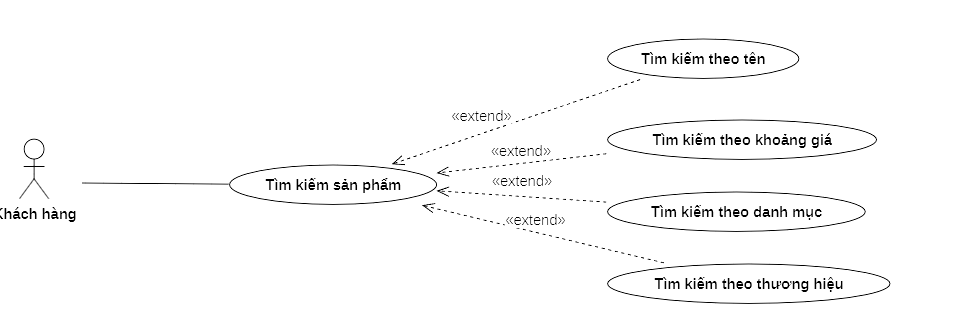 Tìm kiếm theo tên
«extend»
Tìm kiếm theo khoảng giá
«extend»
Tìm kiếm sản phẩm
«extend»
Tìm kiếm theo danh mục
Khách hàng
«extend»
Tìm kiếm theo thương hiệu